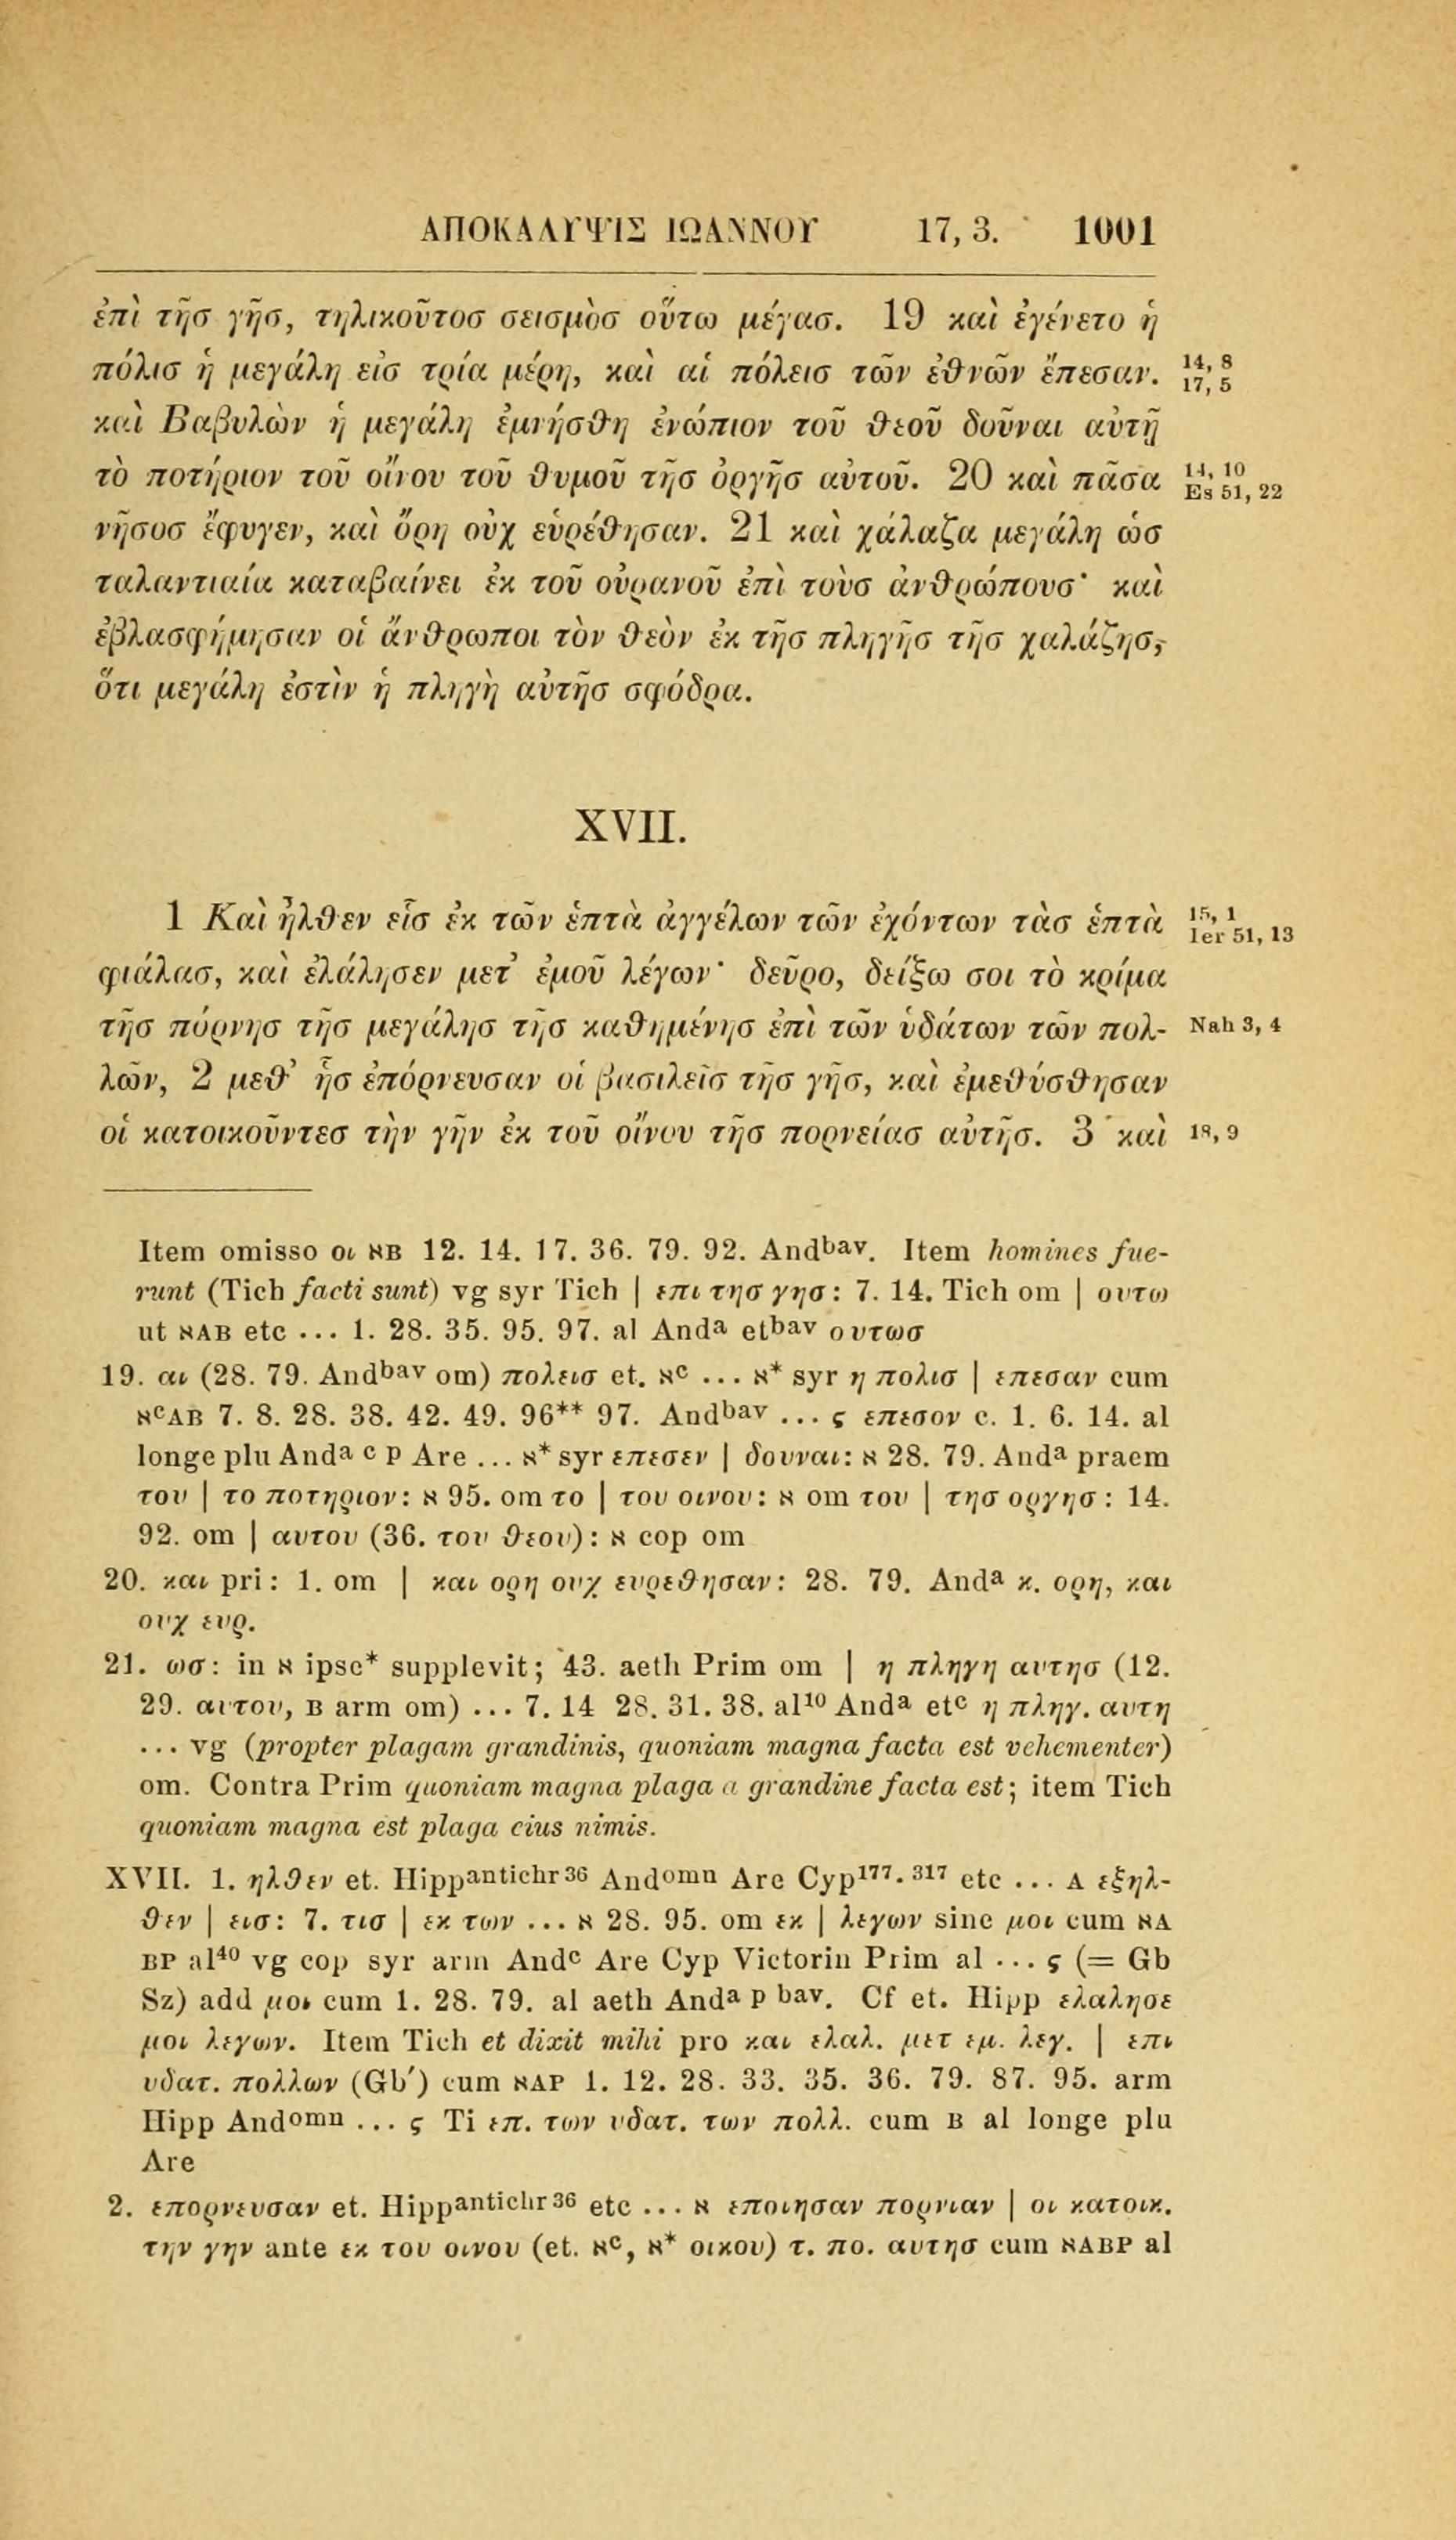 ΑΠΟΚΑΛΥΨΙΣ ΙΩΑΝΝΟΥ 17, 3. 1001
ἐπὶ τῆσ γῆσ, τηλικοῦτοσ σεισμὸσ οὕτω μέγασ. 19 καὶ ἐγένετο ἡ
πόλισ ἡ μεγάλη εἰσ τρία μέρη, καὶ αἱ πόλεισ τῶν ἐθνῶν ἔπεσαν. 14, 8 17, 5
καὶ Βαβυλὼν ἡ μεγάλη ἐμνήσθη ἐνώπιον τοῦ θεοῦ δοῦναι αὐτῇ
τὸ ποτήριον τοῦ οἴνου τοῦ θυμοῦ τῆσ ὀργῆσ αὐτοῦ. 20 καὶ πᾶσα 14, 10 Es 51, 22
νῆσοσ ἔφυγεν, καὶ ὄρη οὐχ εὑρέθησαν. 21 καὶ χάλαζα μεγάλη ὡσ
ταλαντιαία καταβαίνει ἐκ τοῦ οὐρανοῦ ἐπὶ τοὺσ ἀνθρώπουσ· καὶ
ἐβλασφήμησαν οἱ ἄνθρωποι τὸν θεὸν ἐκ τῆσ πληγῆσ τῆσ χαλάζησ,
ὅτι μεγάλη ἐστὶν ἡ πληγὴ αὐτῆσ σφόδρα.
XVII.
1 Καὶ ἦλθεν εἷσ ἐκ τῶν ἑπτὰ ἀγγέλων τῶν ἐχόντων τὰσ ἑπτὰ 15, 1 Ier 51, 13
φιάλασ, καὶ ἐλάλησεν μετ’ ἐμοῦ λέγων· δεῦρο, δείξω σοι τὸ κρίμα
τῆσ πόρνησ τῆσ μεγάλησ τῆσ καθημένησ ἐπὶ τῶν ὑδάτων τῶν πολ- Nah 3, 4
λῶν, 2 μεθ’ ἧσ ἐπόρνευσαν οἱ βασιλεῖσ τῆσ γῆσ, καὶ ἐμεθύσθησαν
οἱ κατοικοῦντεσ τὴν γῆν ἐκ τοῦ οἴνου τῆσ πορνείασ αὐτῆσ. 3 καὶ 18, 9
Item omisso οι ℵB 12. 14. 17. 36. 79. 92. Andbav. Item homines fue-
runt (Tich facti sunt) vg syr Tich | επι τησ γησ: 7. 14. Tich om | ουτω
ut ℵAB etc ... 1. 28. 35. 95. 97. al Anda etbav ουτωσ
19. αι (28. 79. Andbav om) πολεισ et. ℵc ... ℵ* syr η πολισ | επεσαν cum
ℵcAB 7. 8. 28. 38. 42. 49. 96** 97. Andbav ... ς επεσον c. 1. 6. 14. al
longe plu Anda c p Are ... ℵ* syr επεσεν | δουναι: ℵ 28. 79. Anda praem
του | το ποτηριον: ℵ 95. om το | του οινου: ℵ om του | τησ οργησ: 14.
92. om | αυτου (36. του θεου): ℵ cop om
20. και pri: 1. om | και ορη ουχ ευρεθησαν: 28. 79. Anda κ. ορη, και
ουχ ευρ.
21. ωσ: in ℵ ipse* supplevit; 43. aeth Prim om | η πληγη αυτησ (12.
29. αυτου, B arm om) ... 7. 14 28. 31. 38. al10 Anda etc η πληγ. αυτη
... vg (propter plagam grandinis, quoniam magna facta est vehementer)
om. Contra Prim quoniam magna plaga a grandine facta est; item Tich
quoniam magna est plaga eius nimis.
XVII. 1. ηλθεν et. Hippantichr36 Andomn Are Cyp177. 317 etc ... A εξηλ-
θεν | εισ: 7. τισ | εκ των ... ℵ 28. 95. om εκ | λεγων sine μοι cum ℵA
BP al40 vg cop syr arm Andc Are Cyp Victorin Prim al ... ς (= Gb
Sz) add μοι cum 1. 28. 79. al aeth Anda p bav. Cf et. Hipp ελαλησε
μοι λεγων. Item Tich et dixit mihi pro και ελαλ. μετ εμ. λεγ. | επι
υδατ. πολλων (Gb′) cum ℵAP 1. 12. 28. 33. 35. 36. 79. 87. 95. arm
Hipp Andomn ... ς Ti επ. των υδατ. των πολλ. cum B al longe plu
Are
2. επορνευσαν et. Hippantichr36 etc ... ℵ εποιησαν πορνιαν | οι κατοικ.
την γην ante εκ του οινου (et. ℵc, ℵ* οικου) τ. πο. αυτησ cum ℵABP al